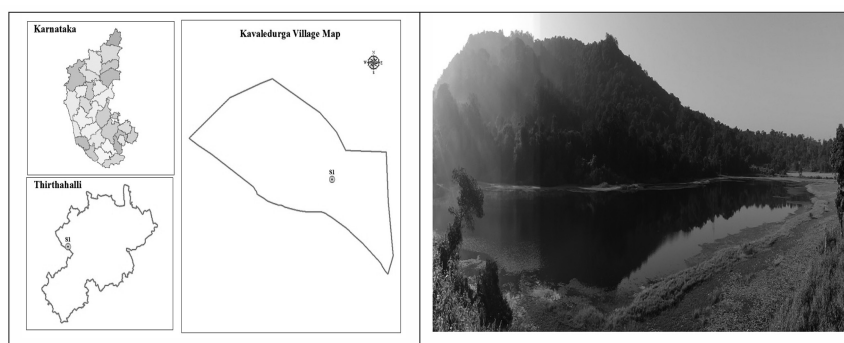 Karnataka
Kavaledurga Village Map
S1
Thirthahalli
S1